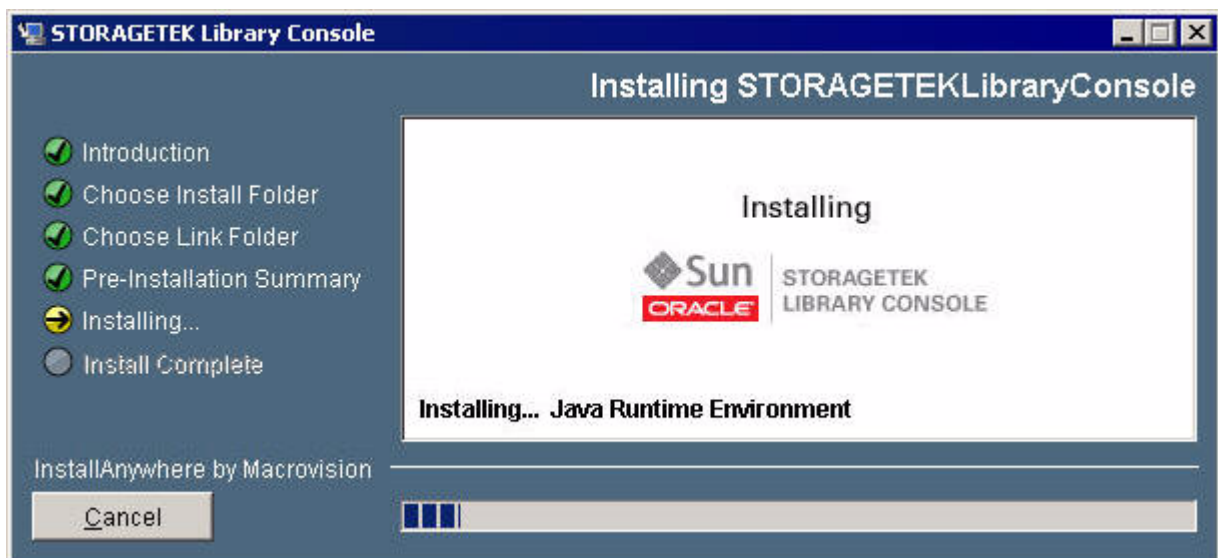 STORAGETEK Library Console
Installing STORAGETEKLibraryConsole
Introduction
Choose Install Folder
Choose Link Folder
Pre-Installation Summary
Installing...
Install Complete
Installing
Sun
ORACLE
STORAGETEK
LIBRARY CONSOLE
Installing... Java Runtime Environment
InstallAnywhere by Macrovision
Cancel